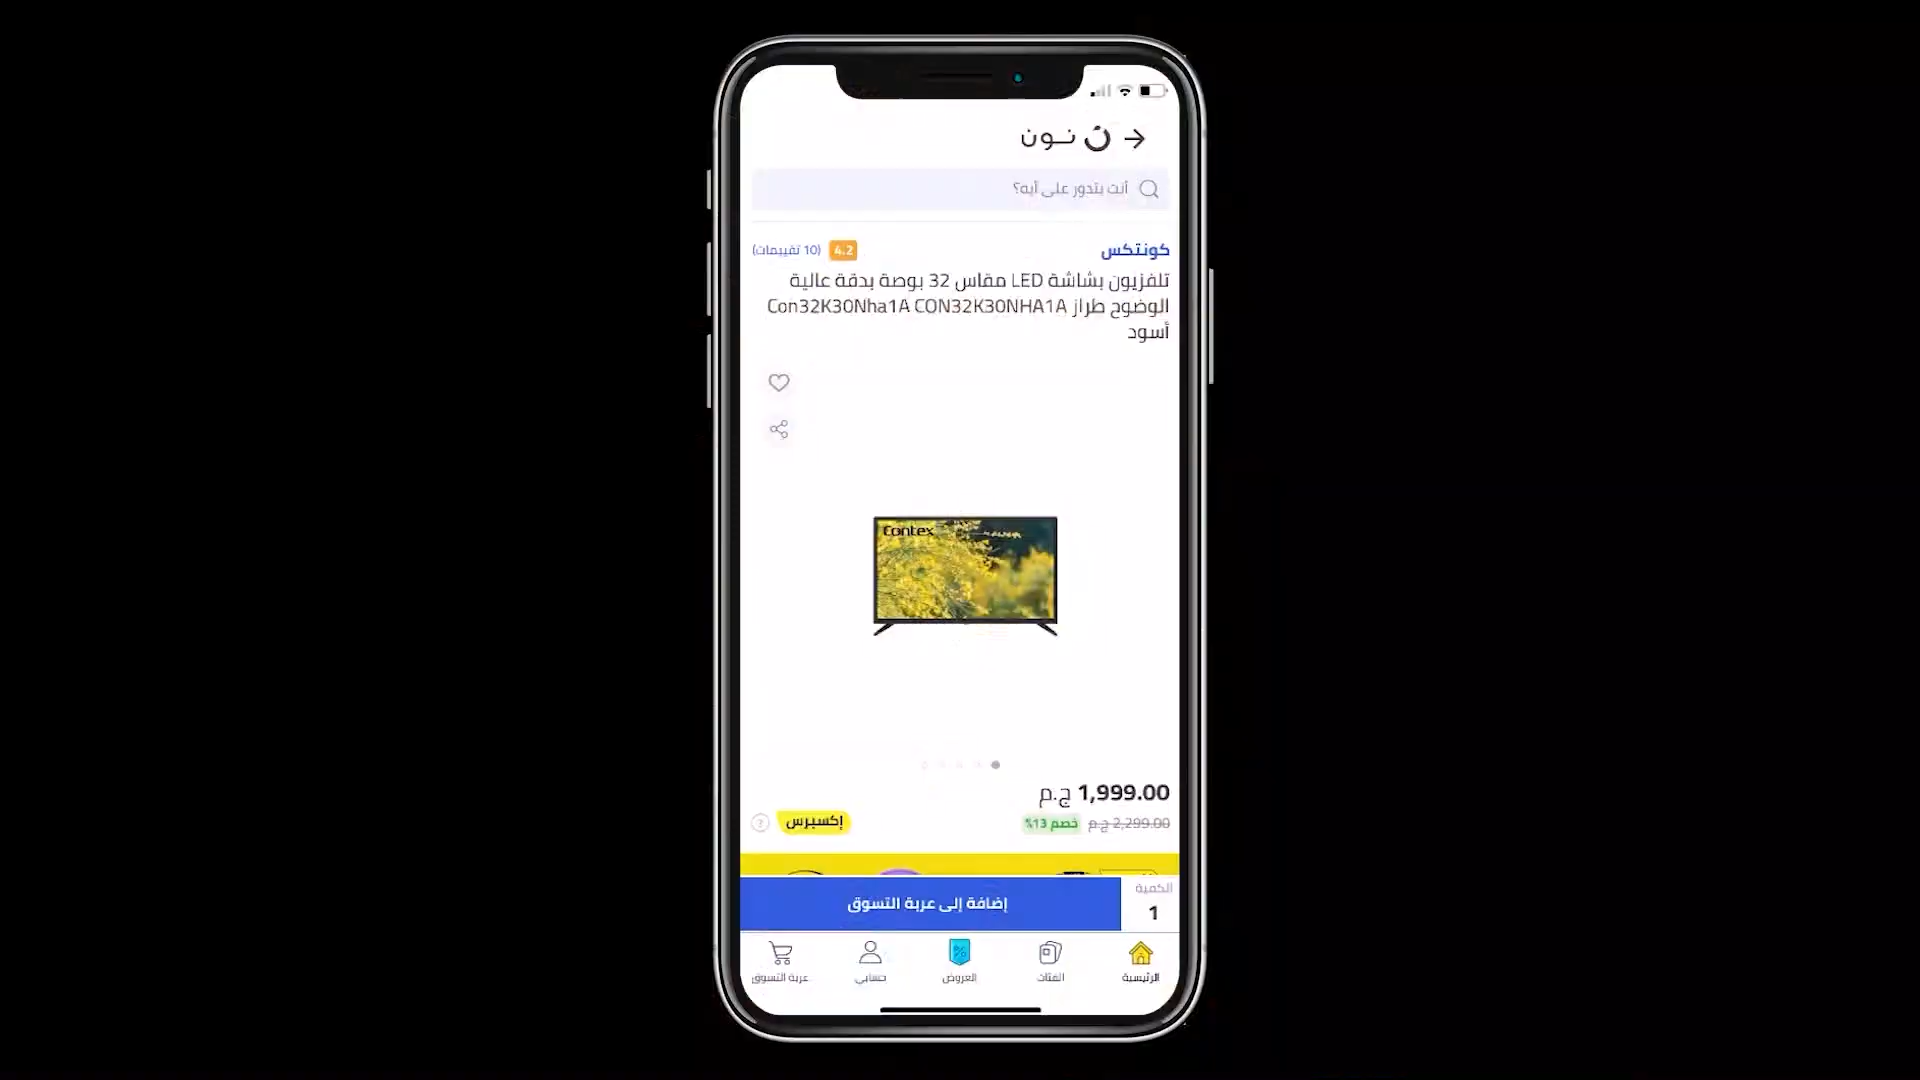 نـون
أنت بتدور على أيه؟
كونتكس
4.2 (10 تقييمات)
تلفزيون بشاشة LED مقاس 32 بوصة بدقة عالية
الوضوح طراز Con32K30Nha1A CON32K30NHA1A
أسود
Contex
1,999.00 ج.م
2,299.00 ج.م خصم 13%
إكسبرس
الكمية
1
إضافة إلى عربة التسوق
الرئيسية
الفئات
العروض
حسابي
عربة التسوق